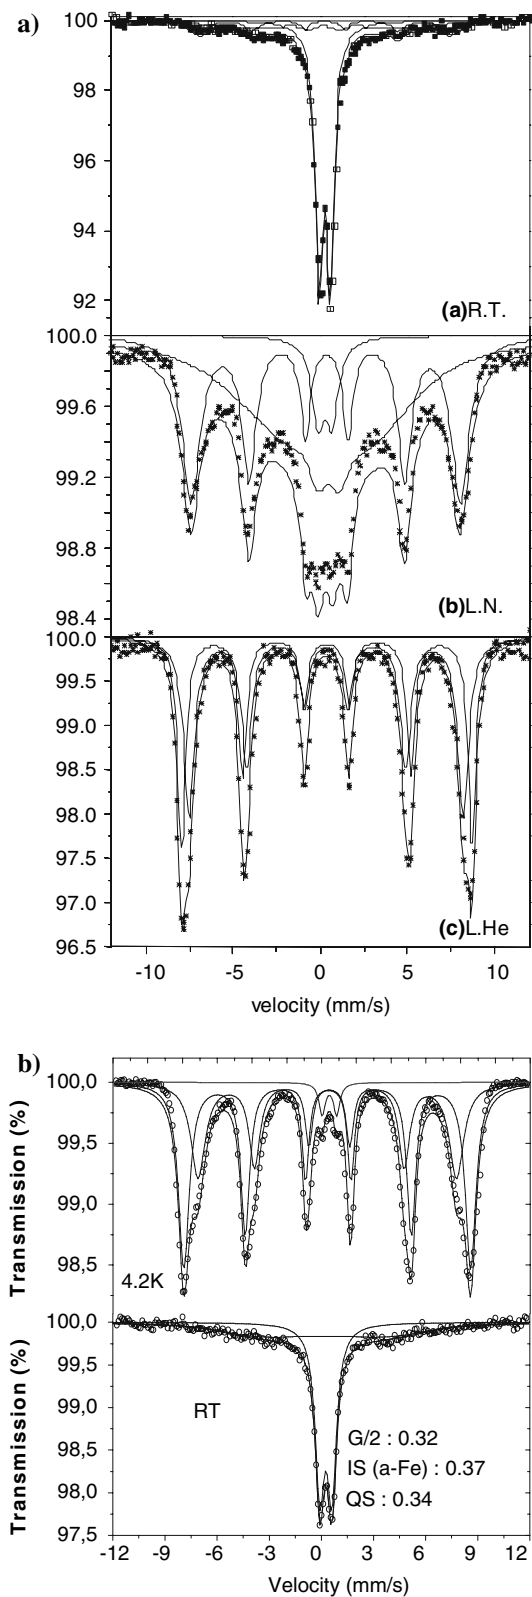 a)
100
98
96
94
92
(a)R.T.
100.0
99.6
99.2
98.8
98.4
(b)L.N.
100.0
99.5
99.0
98.5
98.0
97.5
97.0
96.5
(c)L.He
-10 -5 0 5 10
velocity (mm/s)
b)
Transmission (%)
100,0
99,5
99,0
98,5
4.2K
Transmission (%)
100,0
99,5
99,0
98,5
98,0
97,5
RT
G/2 : 0.32
IS (a-Fe) : 0.37
QS : 0.34
-12 -9 -6 -3 0 3 6 9 12
Velocity (mm/s)